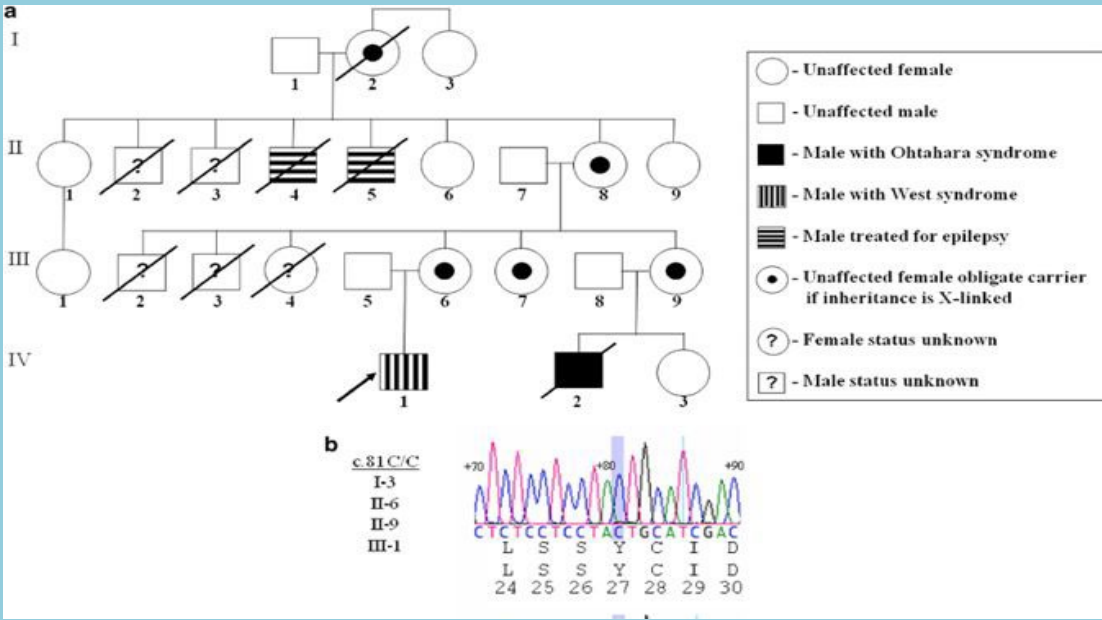 a
I
1 2 3
II
? ?
1 2 3 4 5 6 7 8 9
III
? ? ?
1 2 3 4 5 6 7 8 9
IV
1 2 3
- Unaffected female
- Unaffected male
- Male with Ohtahara syndrome
- Male with West syndrome
- Male treated for epilepsy
- Unaffected female obligate carrier
if inheritance is X-linked
? - Female status unknown
? - Male status unknown
b
c.81 C/C
I-3
II-6
II-9
III-1
+70 +80 +90
CTCTCCTCCTACTGCATCGAC
L S S Y C I D
L S S Y C I D
24 25 26 27 28 29 30